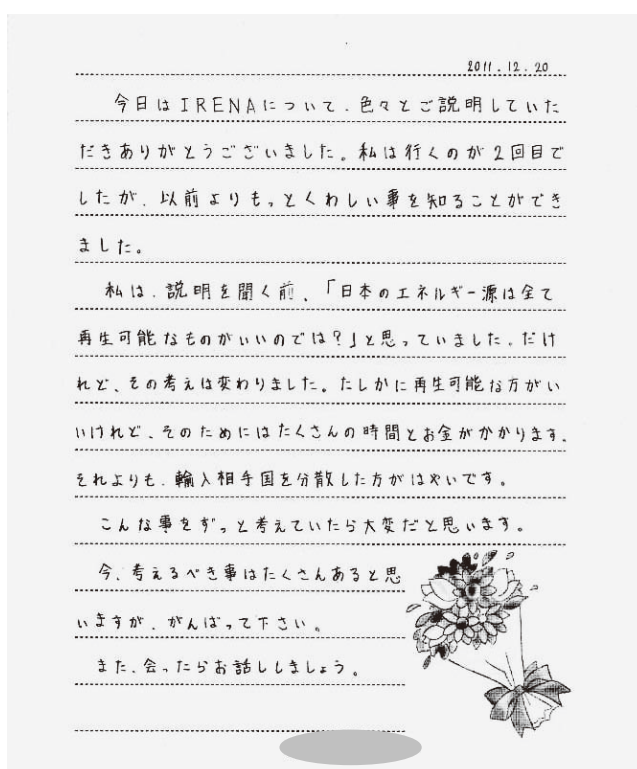 2011.12.20
今日はIRENAについて、色々とご説明していた
だきありがとうございました。私は行くのが2回目で
したが、以前よりもっとくわしい事を知ることができ
ました。
私は、説明を聞く前、「日本のエネルギー源は全て
再生可能なものがいいのでは?」と思っていました。だけ
れど、その考えは変わりました。たしかに再生可能な方がい
いけれど、そのためにはたくさんの時間とお金がかかります。
それよりも、輸入相手国を分散した方がはやいです。
こんな事をずっと考えていたら大変だと思います。
今、考えるべき事はたくさんあると思
いますが、がんばって下さい。
また、会ったらお話ししましょう。